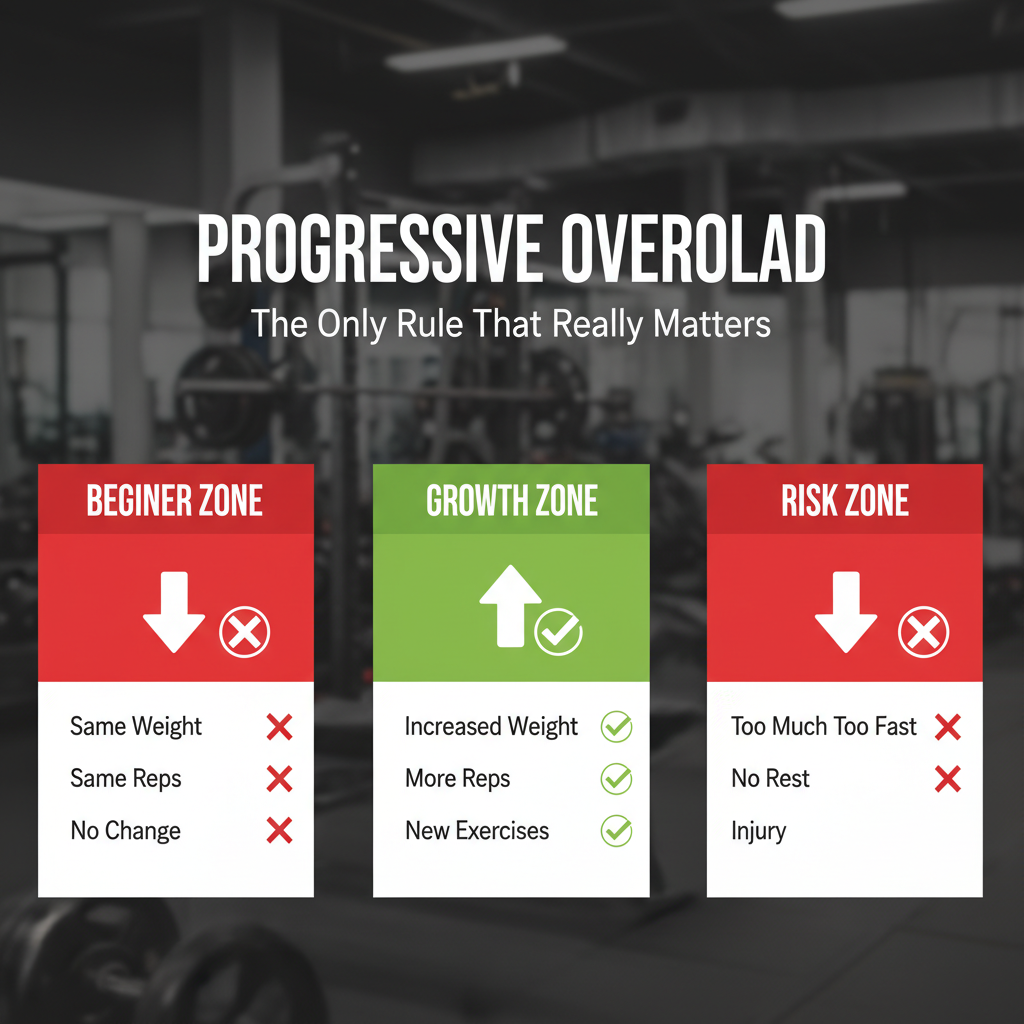 PROGRESSIVE OVEROLAD
The Only Rule That Really Matters
BEGINER ZONE
Same Weight
Same Reps
No Change
GROWTH ZONE
Increased Weight
More Reps
New Exercises
RISK ZONE
Too Much Too Fast
No Rest
Injury